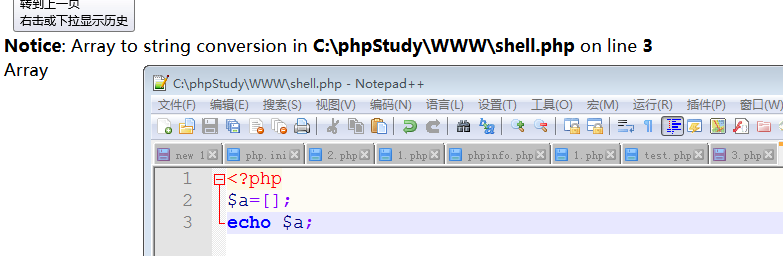 转到上一页
右击或下拉显示历史
Notice: Array to string conversion in C:\phpStudy\WWW\shell.php on line 3
Array
C:\phpStudy\WWW\shell.php - Notepad++
文件(F) 编辑(E) 搜索(S) 视图(V) 编码(N) 语言(L) 设置(T) 工具(O) 宏(M) 运行(R) 插件(P) 窗口(W)
new 1 php.ini 2.php 1.php phpinfo.php 1.php test.php 3.php
1 <?php
2 $a=[];
3 echo $a;